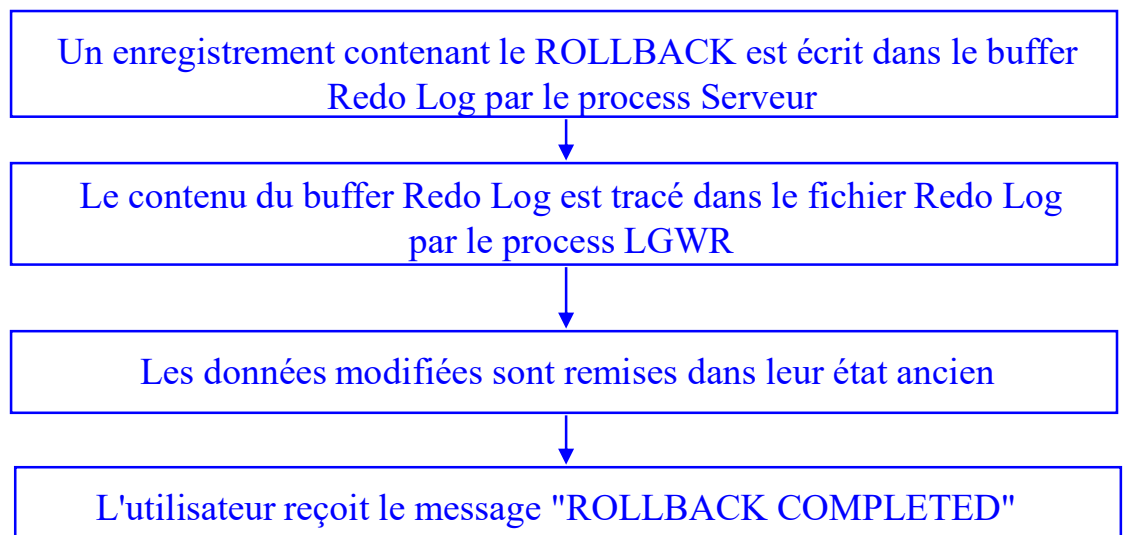 Un enregistrement contenant le ROLLBACK est écrit dans le buffer
Redo Log par le process Serveur
Le contenu du buffer Redo Log est tracé dans le fichier Redo Log
par le process LGWR
Les données modifiées sont remises dans leur état ancien
L'utilisateur reçoit le message "ROLLBACK COMPLETED"